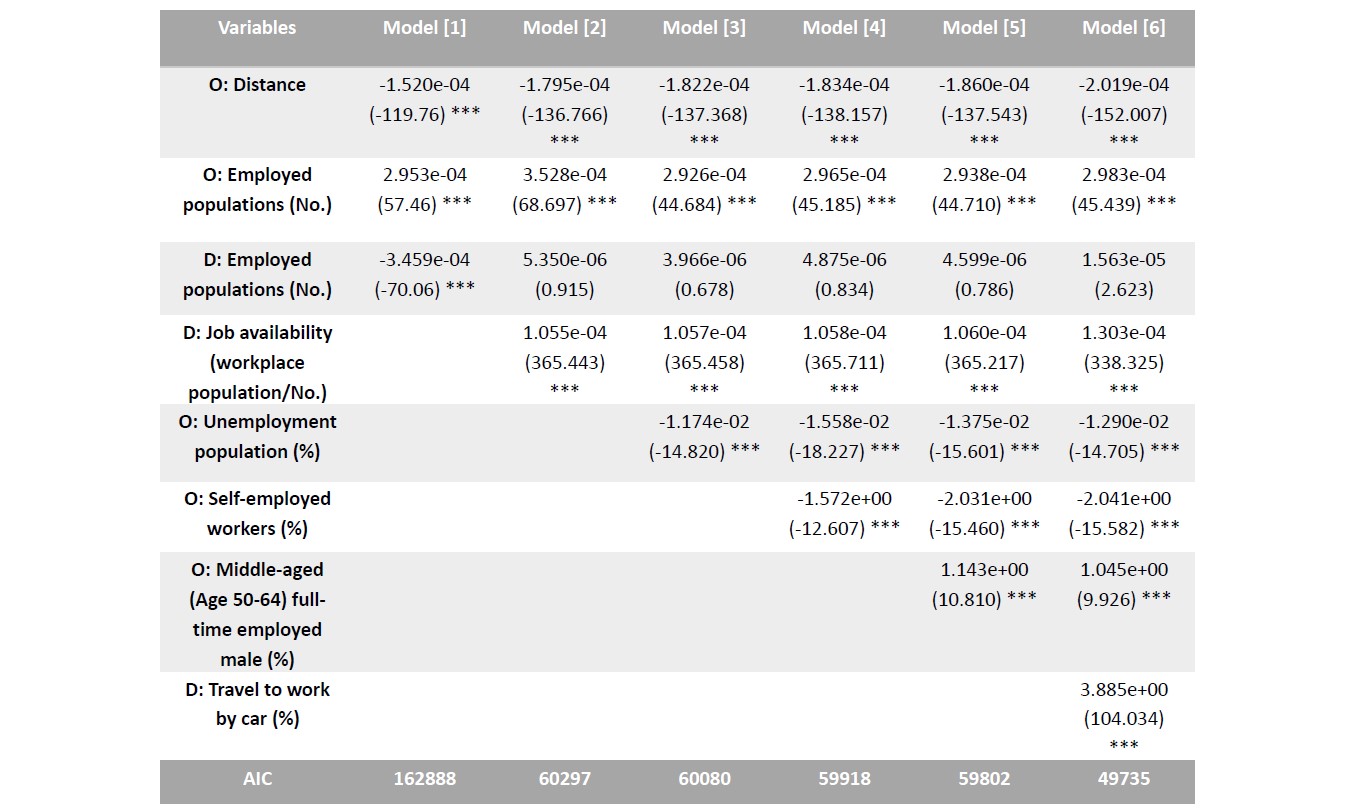 Variables Model [1] Model [2] Model [3] Model [4] Model [5] Model [6]
O: Distance -1.520e-04 -1.795e-04 -1.822e-04 -1.834e-04 -1.860e-04 -2.019e-04
(-119.76) *** (-136.766) (-137.368) (-138.157) (-137.543) (-152.007)
*** *** *** *** ***
O: Employed 2.953e-04 3.528e-04 2.926e-04 2.965e-04 2.938e-04 2.983e-04
populations (No.) (57.46) *** (68.697) *** (44.684) *** (45.185) *** (44.710) *** (45.439) ***
D: Employed -3.459e-04 5.350e-06 3.966e-06 4.875e-06 4.599e-06 1.563e-05
populations (No.) (-70.06) *** (0.915) (0.678) (0.834) (0.786) (2.623)
D: Job availability 1.055e-04 1.057e-04 1.058e-04 1.060e-04 1.303e-04
(workplace (365.443) (365.458) (365.711) (365.217) (338.325)
population/No.) *** *** *** *** ***
O: Unemployment -1.174e-02 -1.558e-02 -1.375e-02 -1.290e-02
population (%) (-14.820) *** (-18.227) *** (-15.601) *** (-14.705) ***
O: Self-employed -1.572e+00 -2.031e+00 -2.041e+00
workers (%) (-12.607) *** (-15.460) *** (-15.582) ***
O: Middle-aged 1.143e+00 1.045e+00
(Age 50-64) full- (10.810) *** (9.926) ***
time employed
male (%)
D: Travel to work 3.885e+00
by car (%) (104.034)
***
AIC 162888 60297 60080 59918 59802 49735